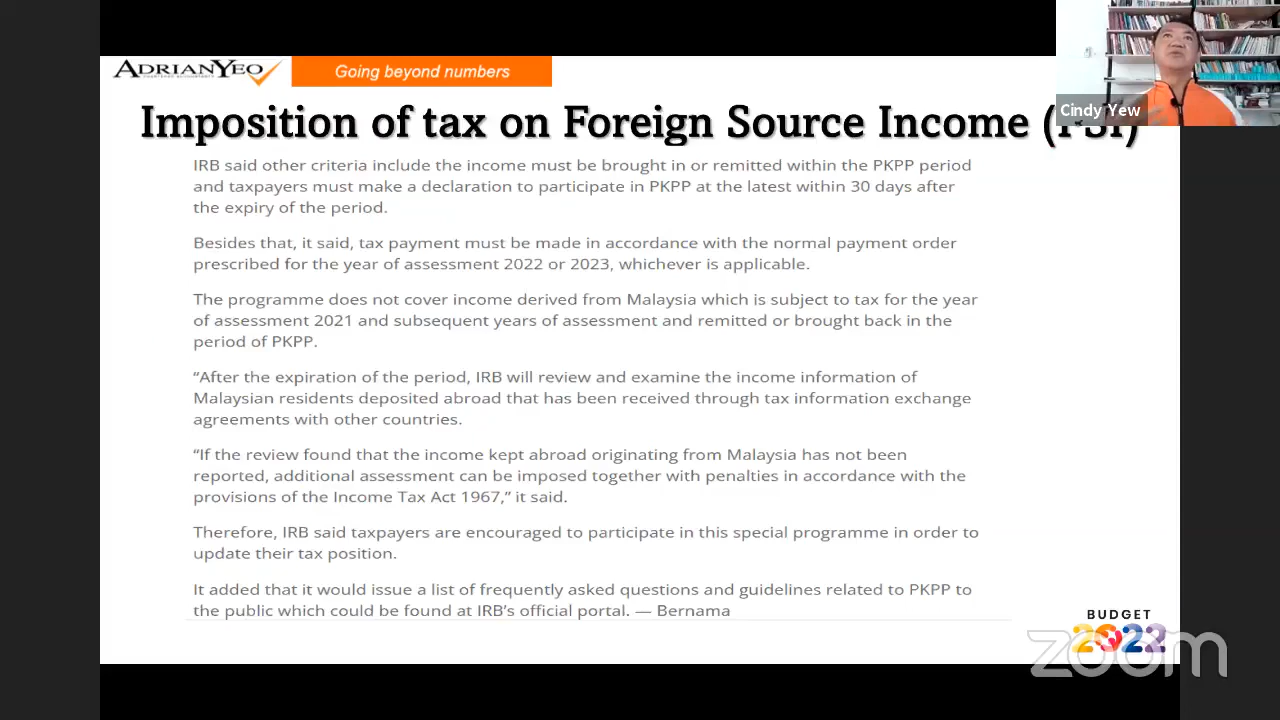 ADRIANYEO
CHARTERED ACCOUNTANTS
Going beyond numbers
Cindy Yew
Imposition of tax on Foreign Source Income (FSI)
IRB said other criteria include the income must be brought in or remitted within the PKPP period
and taxpayers must make a declaration to participate in PKPP at the latest within 30 days after
the expiry of the period.
Besides that, it said, tax payment must be made in accordance with the normal payment order
prescribed for the year of assessment 2022 or 2023, whichever is applicable.
The programme does not cover income derived from Malaysia which is subject to tax for the year
of assessment 2021 and subsequent years of assessment and remitted or brought back in the
period of PKPP.
“After the expiration of the period, IRB will review and examine the income information of
Malaysian residents deposited abroad that has been received through tax information exchange
agreements with other countries.
“If the review found that the income kept abroad originating from Malaysia has not been
reported, additional assessment can be imposed together with penalties in accordance with the
provisions of the Income Tax Act 1967,” it said.
Therefore, IRB said taxpayers are encouraged to participate in this special programme in order to
update their tax position.
It added that it would issue a list of frequently asked questions and guidelines related to PKPP to
the public which could be found at IRB’s official portal. — Bernama
BUDGET
2022
zoom